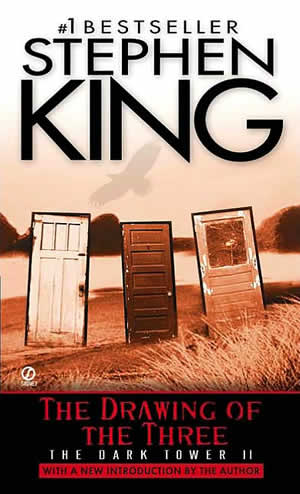 #1 BESTSELLER
STEPHEN
KING
SIGNET
THE DRAWING OF
THE THREE
THE DARK TOWER II
WITH A NEW INTRODUCTION BY THE AUTHOR